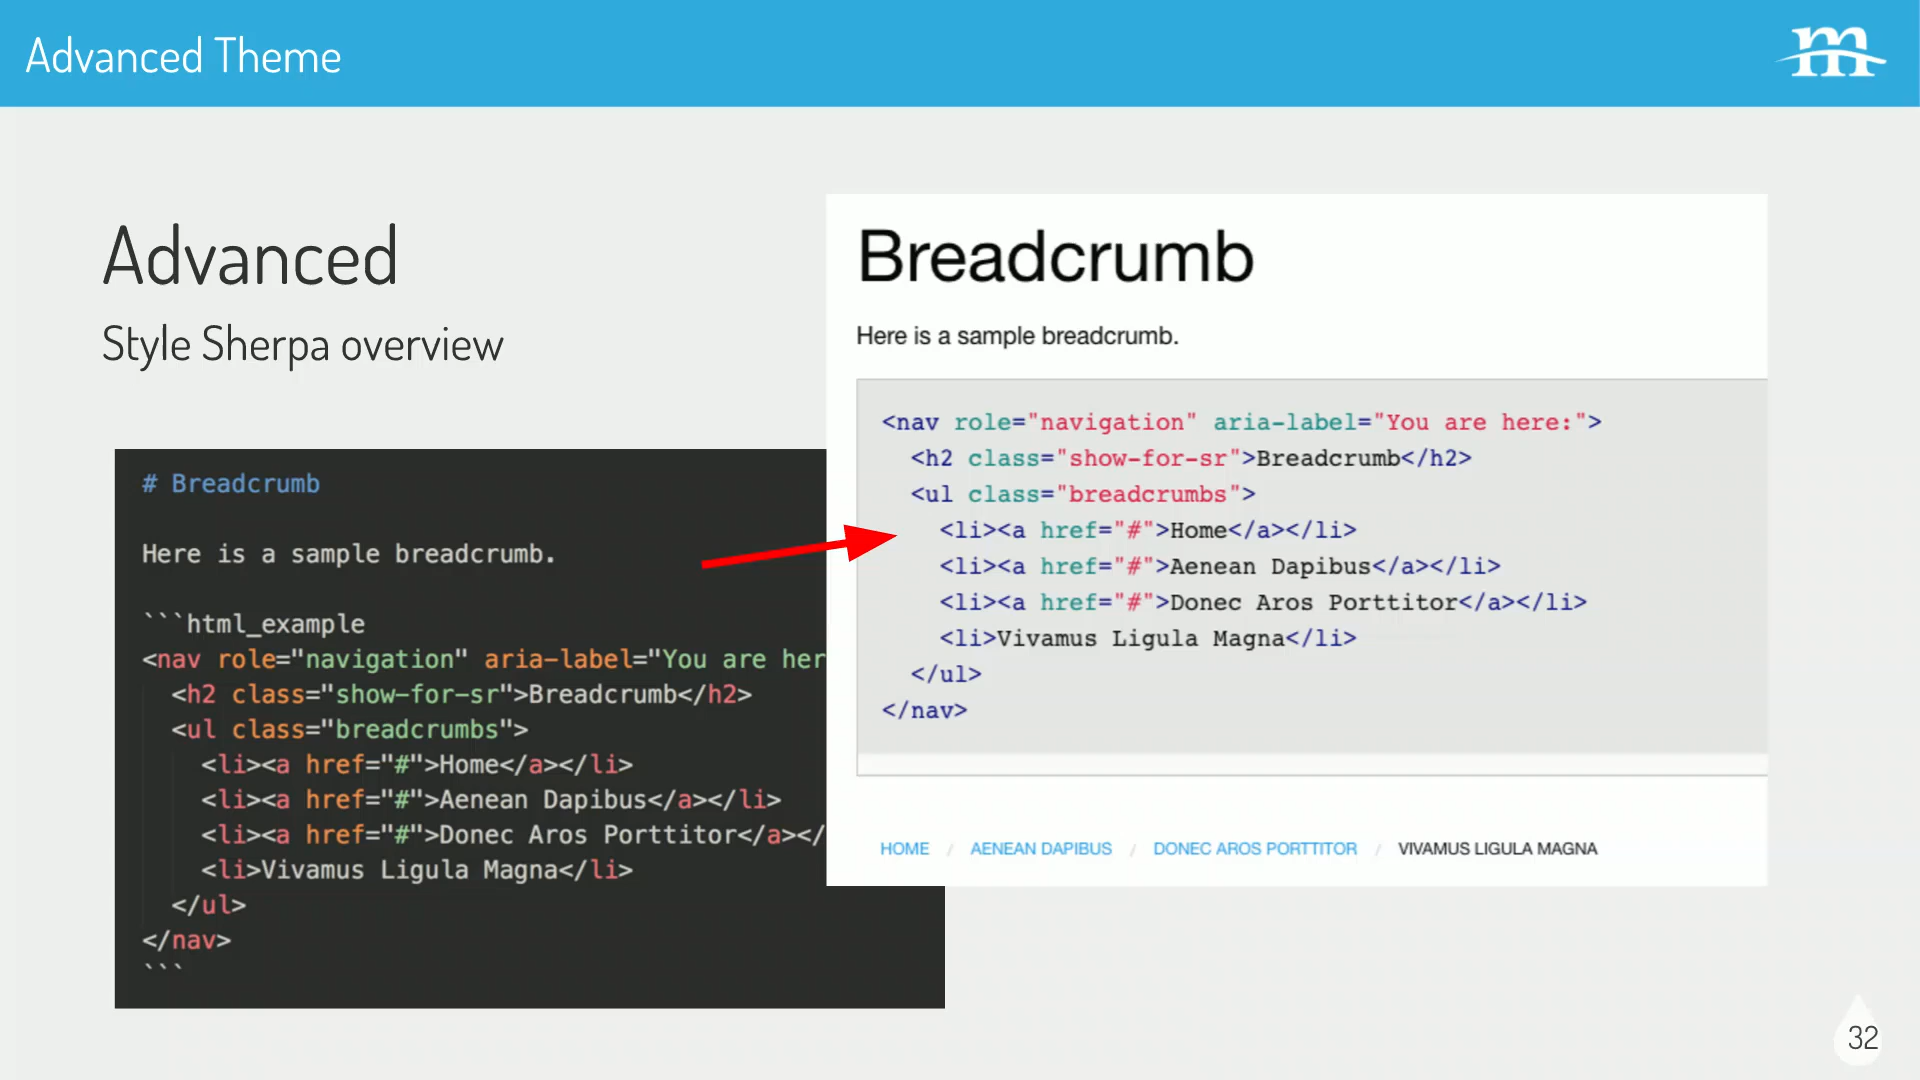 Advanced Theme
m
Advanced
Style Sherpa overview
# Breadcrumb
Here is a sample breadcrumb.
```html_example
<nav role="navigation" aria-label="You are her
  <h2 class="show-for-sr">Breadcrumb</h2>
  <ul class="breadcrumbs">
    <li><a href="#">Home</a></li>
    <li><a href="#">Aenean Dapibus</a></li>
    <li><a href="#">Donec Aros Porttitor</a></
    <li>Vivamus Ligula Magna</li>
  </ul>
</nav>
```
Breadcrumb
Here is a sample breadcrumb.
<nav role="navigation" aria-label="You are here:">
  <h2 class="show-for-sr">Breadcrumb</h2>
  <ul class="breadcrumbs">
    <li><a href="#">Home</a></li>
    <li><a href="#">Aenean Dapibus</a></li>
    <li><a href="#">Donec Aros Porttitor</a></li>
    <li>Vivamus Ligula Magna</li>
  </ul>
</nav>
HOME / AENEAN DAPIBUS / DONEC AROS PORTTITOR / VIVAMUS LIGULA MAGNA
32